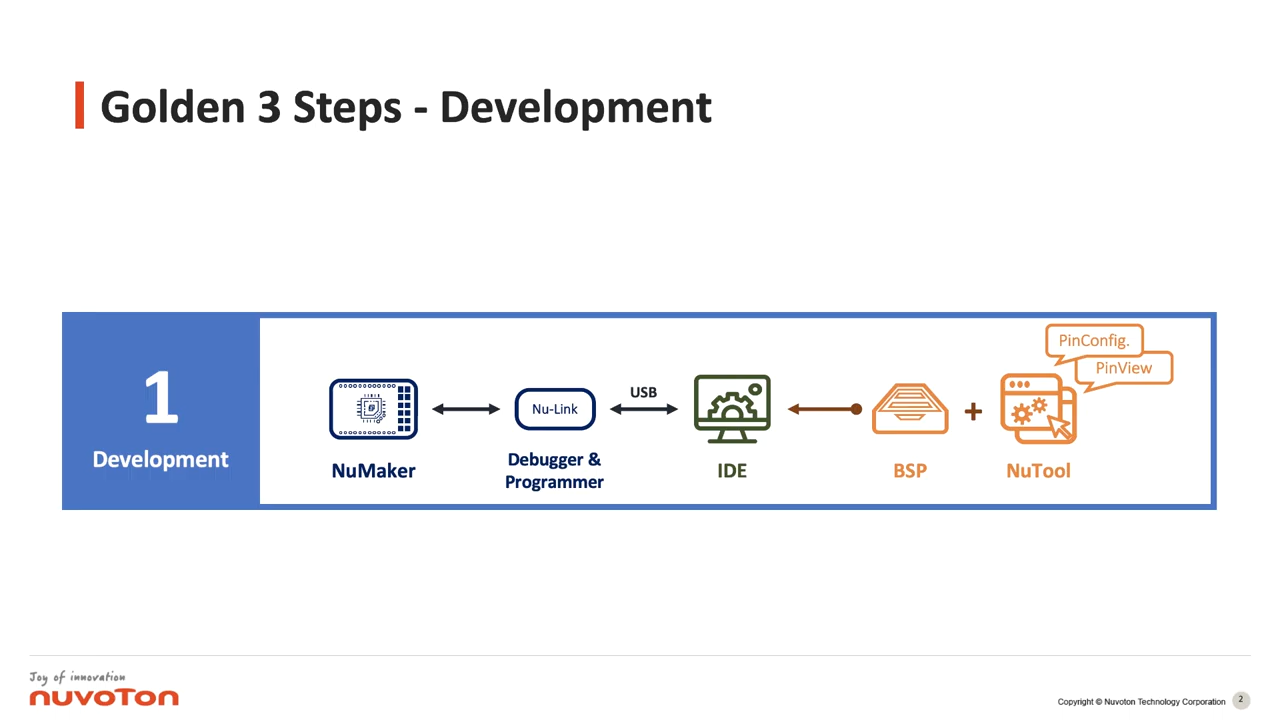 Golden 3 Steps - Development
1
Development
NuMaker
Nu-Link
Debugger &
Programmer
USB
IDE
BSP
+
PinConfig.
PinView
NuTool
Joy of innovation
nuvoton
Copyright © Nuvoton Technology Corporation
2